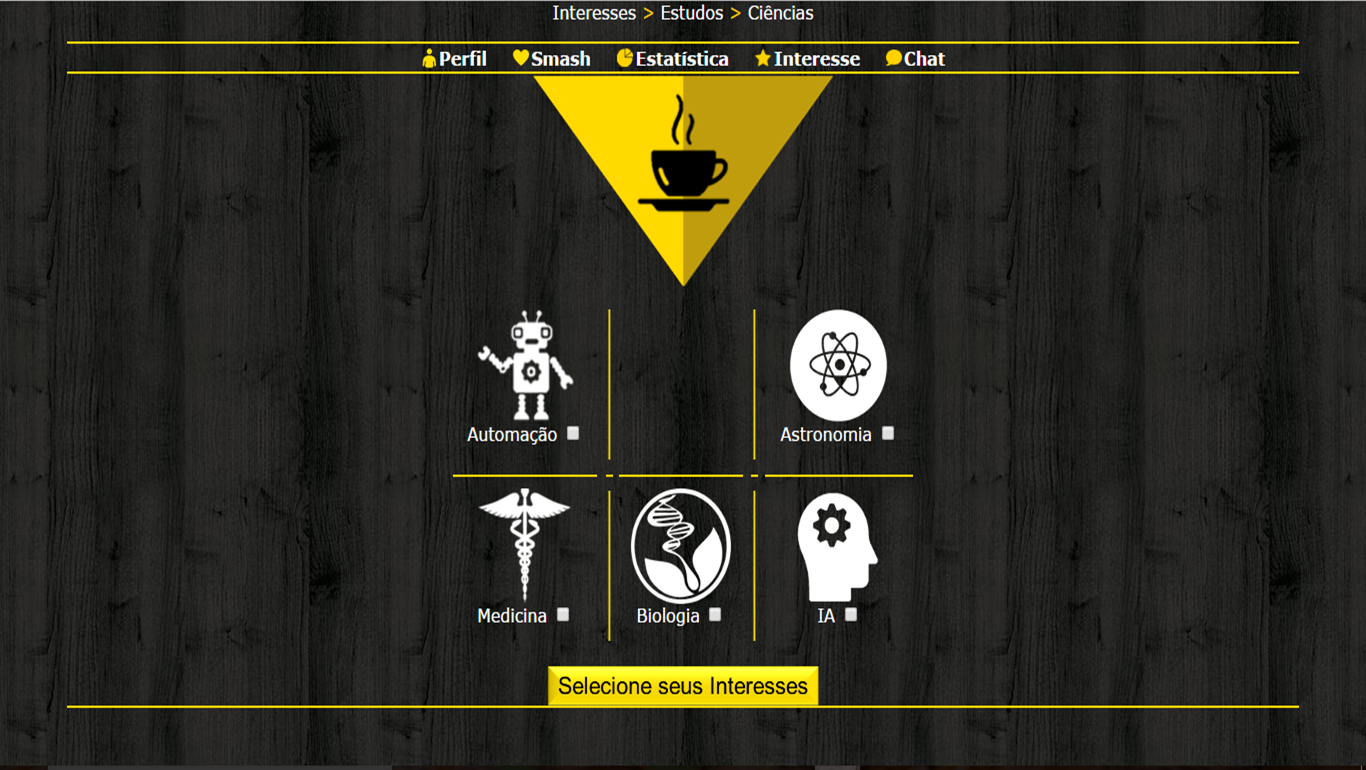 Interesses > Estudos > Ciências
Perfil Smash Estatística Interesse Chat
Automação Astronomia
Medicina Biologia IA
Selecione seus Interesses